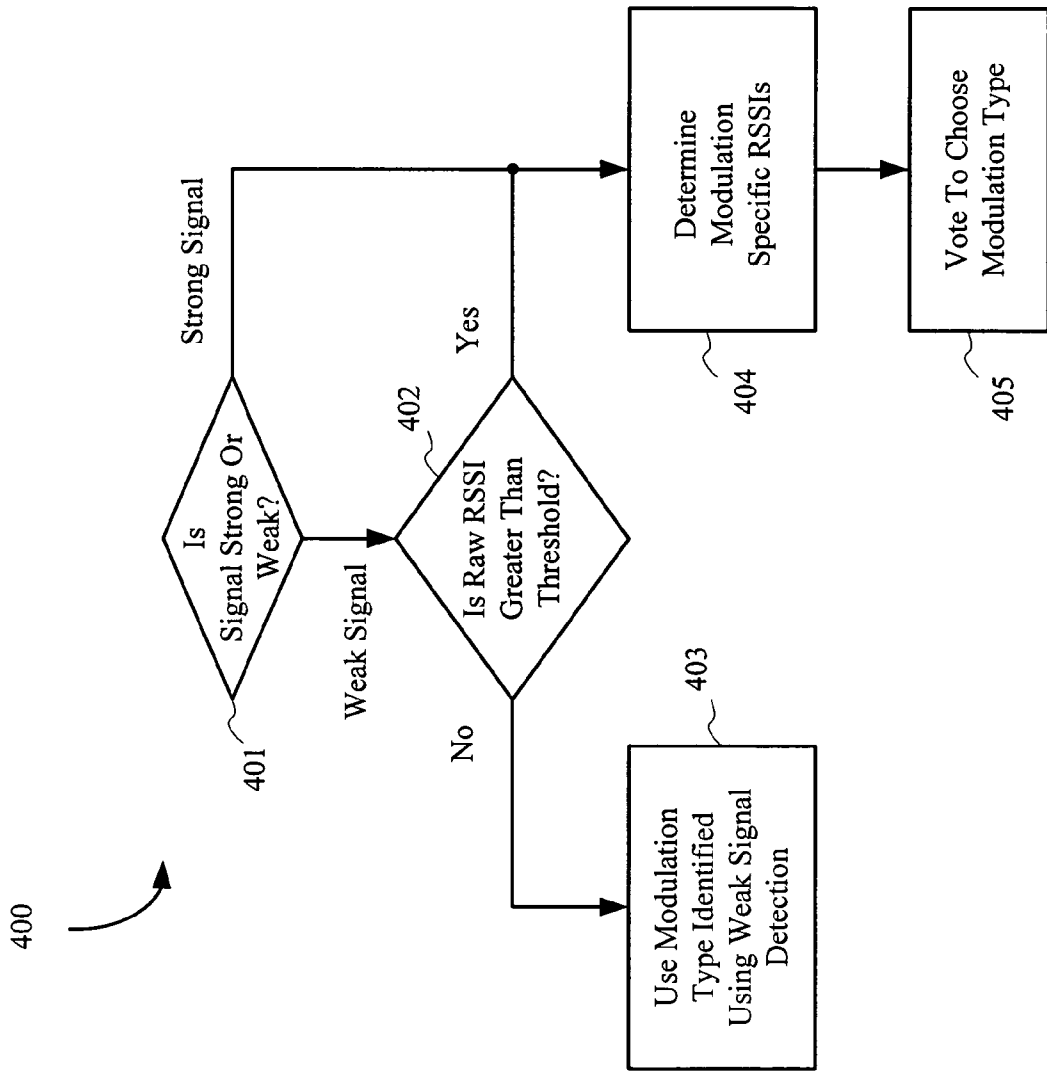 400
Is
Signal Strong Or
Weak?
401
Strong Signal
Weak Signal
402
Is Raw RSSI
Greater Than
Threshold?
Yes
No
403
Use Modulation
Type Identified
Using Weak Signal
Detection
404
Determine
Modulation
Specific RSSIs
405
Vote To Choose
Modulation Type